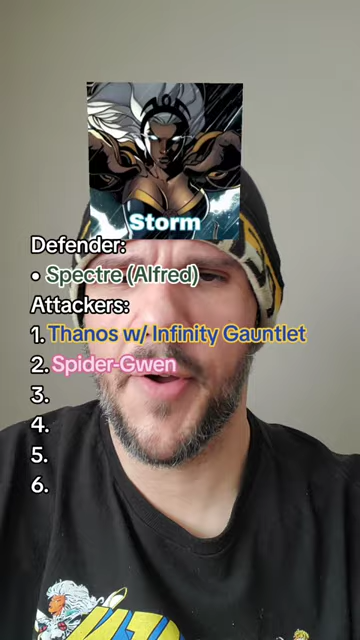 Storm
Defender:
• Spectre (Alfred)
Attackers:
1. Thanos w/ Infinity Gauntlet
2. Spider-Gwen
3.
4.
5.
6.